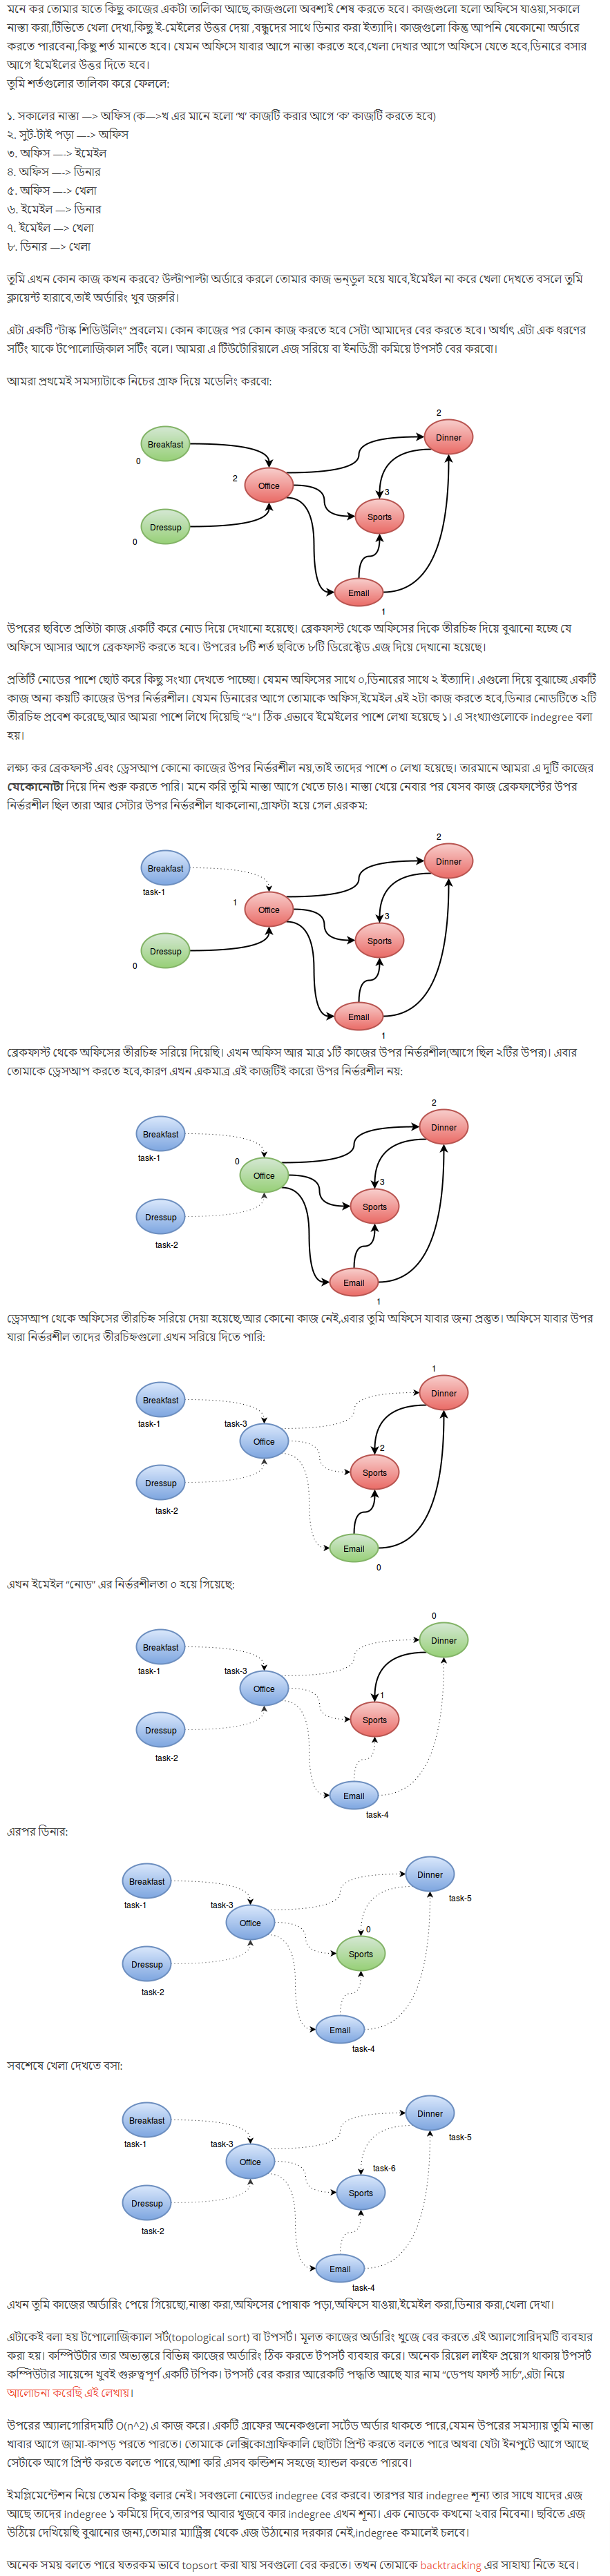 মনে কর তোমার হাতে কিছু কাজের একটা তালিকা আছে,কাজগুলো অবশ্যই শেষ করতে হবে। কাজগুলো হলো অফিসে যাওয়া,সকালে
নাস্তা করা,টিভিতে খেলা দেখা,কিছু ই-মেইলের উত্তর দেয়া ,বন্ধুদের সাথে ডিনার করা ইত্যাদি। কাজগুলো কিন্তু আপনি যেকোনো অর্ডারে
করতে পারবেনা,কিছু শর্ত মানতে হবে। যেমন অফিসে যাবার আগে নাস্তা করতে হবে,খেলা দেখার আগে অফিসে যেতে হবে,ডিনারে বসার
আগে ইমেইলের উত্তর দিতে হবে।
তুমি শর্তগুলোর তালিকা করে ফেললে:
১. সকালের নাস্তা —> অফিস (ক—>খ এর মানে হলো 'খ' কাজটি করার আগে 'ক' কাজটি করতে হবে)
২. সুট-টাই পড়া —-> অফিস
৩. অফিস —-> ইমেইল
৪. অফিস —-> ডিনার
৫. অফিস —-> খেলা
৬. ইমেইল —> ডিনার
৭. ইমেইল —> খেলা
৮. ডিনার —> খেলা
তুমি এখন কোন কাজ কখন করবে? উল্টাপাল্টা অর্ডারে করলে তোমার কাজ ভন্ডুল হয়ে যাবে,ইমেইল না করে খেলা দেখতে বসলে তুমি
ক্লায়েন্ট হারাবে,তাই অর্ডারিং খুব জরুরি।
এটা একটি "টাস্ক শিডিউলিং" প্রবলেম। কোন কাজের পর কোন কাজ করতে হবে সেটা আমাদের বের করতে হবে। অর্থাৎ এটা এক ধরণের
সর্টিং যাকে টপোলোজিকাল সর্টিং বলে। আমরা এ টিউটোরিয়ালে এজ সরিয়ে বা ইনডিগ্রী কমিয়ে টপসর্ট বের করবো।
আমরা প্রথমেই সমস্যাটাকে নিচের গ্রাফ দিয়ে মডেলিং করবো:
2
Breakfast
Dinner
0
2
Office
3
Sports
Dressup
0
Email
1
উপরের ছবিতে প্রতিটা কাজ একটি করে নোড দিয়ে দেখানো হয়েছে। ব্রেকফাস্ট থেকে অফিসের দিকে তীরচিহ্ন দিয়ে বুঝানো হচ্ছে যে
অফিসে আসার আগে ব্রেকফাস্ট করতে হবে। উপরের ৮টি শর্ত ছবিতে ৮টি ডিরেক্টেড এজ দিয়ে দেখানো হয়েছে।
প্রতিটি নোডের পাশে ছোট করে কিছু সংখ্যা দেখতে পাচ্ছো। যেমন অফিসের সাথে ০,ডিনারের সাথে ২ ইত্যাদি। এগুলো দিয়ে বুঝাচ্ছে একটি
কাজ অন্য কয়টি কাজের উপর নির্ভরশীল। যেমন ডিনারের আগে তোমাকে অফিস,ইমেইল এই ২টা কাজ করতে হবে,ডিনার নোডটিতে ২টি
তীরচিহ্ন প্রবেশ করেছে,আর আমরা পাশে লিখে দিয়েছি "২"। ঠিক এভাবে ইমেইলের পাশে লেখা হয়েছে ১। এ সংখ্যাগুলোকে indegree বলা
হয়।
লক্ষ্য কর ব্রেকফাস্ট এবং ড্রেসআপ কোনো কাজের উপর নির্ভরশীল নয়,তাই তাদের পাশে ০ লেখা হয়েছে। তারমানে আমরা এ দুটি কাজের
যেকোনোটা দিয়ে দিন শুরু করতে পারি। মনে করি তুমি নাস্তা আগে খেতে চাও। নাস্তা খেয়ে নেবার পর যেসব কাজ ব্রেকফাস্টের উপর
নির্ভরশীল ছিল তারা আর সেটার উপর নির্ভরশীল থাকলোনা,গ্রাফটা হয়ে গেল এরকম:
2
Breakfast
Dinner
task-1
1
Office
3
Sports
Dressup
0
Email
1
ব্রেকফাস্ট থেকে অফিসের তীরচিহ্ন সরিয়ে দিয়েছি। এখন অফিস আর মাত্র ১টি কাজের উপর নির্ভরশীল(আগে ছিল ২টির উপর)। এবার
তোমাকে ড্রেসআপ করতে হবে,কারণ এখন একমাত্র এই কাজটিই কারো উপর নির্ভরশীল নয়:
2
Breakfast
Dinner
task-1
0
Office
3
Sports
Dressup
task-2
Email
1
ড্রেসআপ থেকে অফিসের তীরচিহ্ন সরিয়ে দেয়া হয়েছে,আর কোনো কাজ নেই,এবার তুমি অফিসে যাবার জন্য প্রস্তুত। অফিসে যাবার উপর
যারা নির্ভরশীল তাদের তীরচিহ্নগুলো এখন সরিয়ে দিতে পারি:
1
Breakfast
Dinner
task-1
task-3
Office
2
Sports
Dressup
task-2
Email
0
এখন ইমেইল "নোড" এর নির্ভরশীলতা ০ হয়ে গিয়েছে:
0
Breakfast
Dinner
task-1
task-3
Office
1
Sports
Dressup
task-2
Email
task-4
এরপর ডিনার:
Breakfast
Dinner
task-1
task-5
task-3
Office
0
Sports
Dressup
task-2
Email
task-4
সবশেষে খেলা দেখতে বসা:
Breakfast
Dinner
task-1
task-5
task-3
Office
task-6
Sports
Dressup
task-2
Email
task-4
এখন তুমি কাজের অর্ডারিং পেয়ে গিয়েছো,নাস্তা করা,অফিসের পোষাক পড়া,অফিসে যাওয়া,ইমেইল করা,ডিনার করা,খেলা দেখা।
এটাকেই বলা হয় টপোলোজিক্যাল সর্ট(topological sort) বা টপসর্ট। মূলত কাজের অর্ডারিং খুজে বের করতে এই অ্যালগোরিদমটি ব্যবহার
করা হয়। কম্পিউটার তার অভ্যন্তরে বিভিন্ন কাজের অর্ডারিং ঠিক করতে টপসর্ট ব্যবহার করে। অনেক রিয়েল লাইফ প্রয়োগ থাকায় টপসর্ট
কম্পিউটার সায়েন্সে খুবই গুরুত্বপূর্ণ একটি টপিক। টপসর্ট বের করার আরেকটি পদ্ধতি আছে যার নাম "ডেপথ ফার্স্ট সার্চ",এটা নিয়ে
আলোচনা করেছি এই লেখায়।
উপরের অ্যালগোরিদমটি O(n^2) এ কাজ করে। একটি গ্রাফের অনেকগুলো সর্টেড অর্ডার থাকতে পারে,যেমন উপরের সমস্যায় তুমি নাস্তা
খাবার আগে জামা-কাপড় পরতে পারতে। তোমাকে লেক্সিকোগ্রাফিকালি ছোটটা প্রিন্ট করতে বলতে পারে অথবা যেটা ইনপুটে আগে আছে
সেটাকে আগে প্রিন্ট করতে বলতে পারে,আশা করি এসব কন্ডিশন সহজে হ্যান্ডল করতে পারবে।
ইমপ্লিমেন্টেশন নিয়ে তেমন কিছু বলার নেই। সবগুলো নোডের indegree বের করবে। তারপর যার indegree শূন্য তার সাথে যাদের এজ
আছে তাদের indegree ১ কমিয়ে দিবে,তারপর আবার খুজবে কার indegree এখন শূন্য। এক নোডকে কখনো ২বার নিবেনা। ছবিতে এজ
উঠিয়ে দেখিয়েছি বুঝানোর জন্য,তোমার ম্যাট্রিক্স থেকে এজ উঠানোর দরকার নেই,indegree কমালেই চলবে।
অনেক সময় বলতে পারে যতরকম ভাবে topsort করা যায় সবগুলো বের করতে। তখন তোমাকে backtracking এর সাহায্য নিতে হবে।